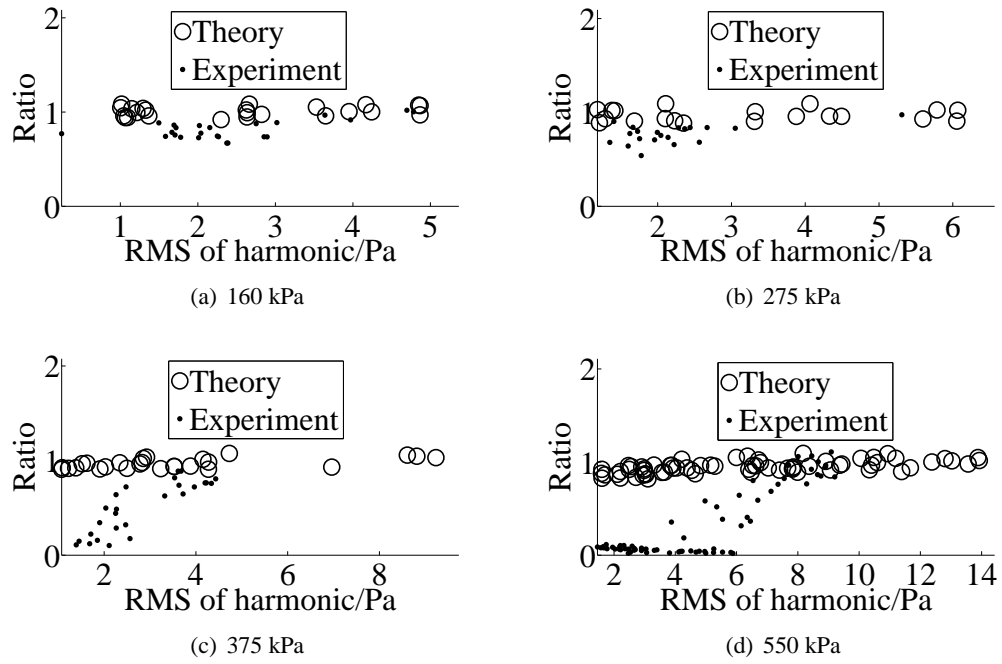 2
Theory
Experiment
Ratio
1
0
1 2 3 4 5
RMS of harmonic/Pa
(a) 160 kPa
2
Theory
Experiment
Ratio
1
0
2 3 4 5 6
RMS of harmonic/Pa
(b) 275 kPa
2
Theory
Experiment
Ratio
1
0
2 4 6 8
RMS of harmonic/Pa
(c) 375 kPa
2
Theory
Experiment
Ratio
1
0
2 4 6 8 10 12 14
RMS of harmonic/Pa
(d) 550 kPa